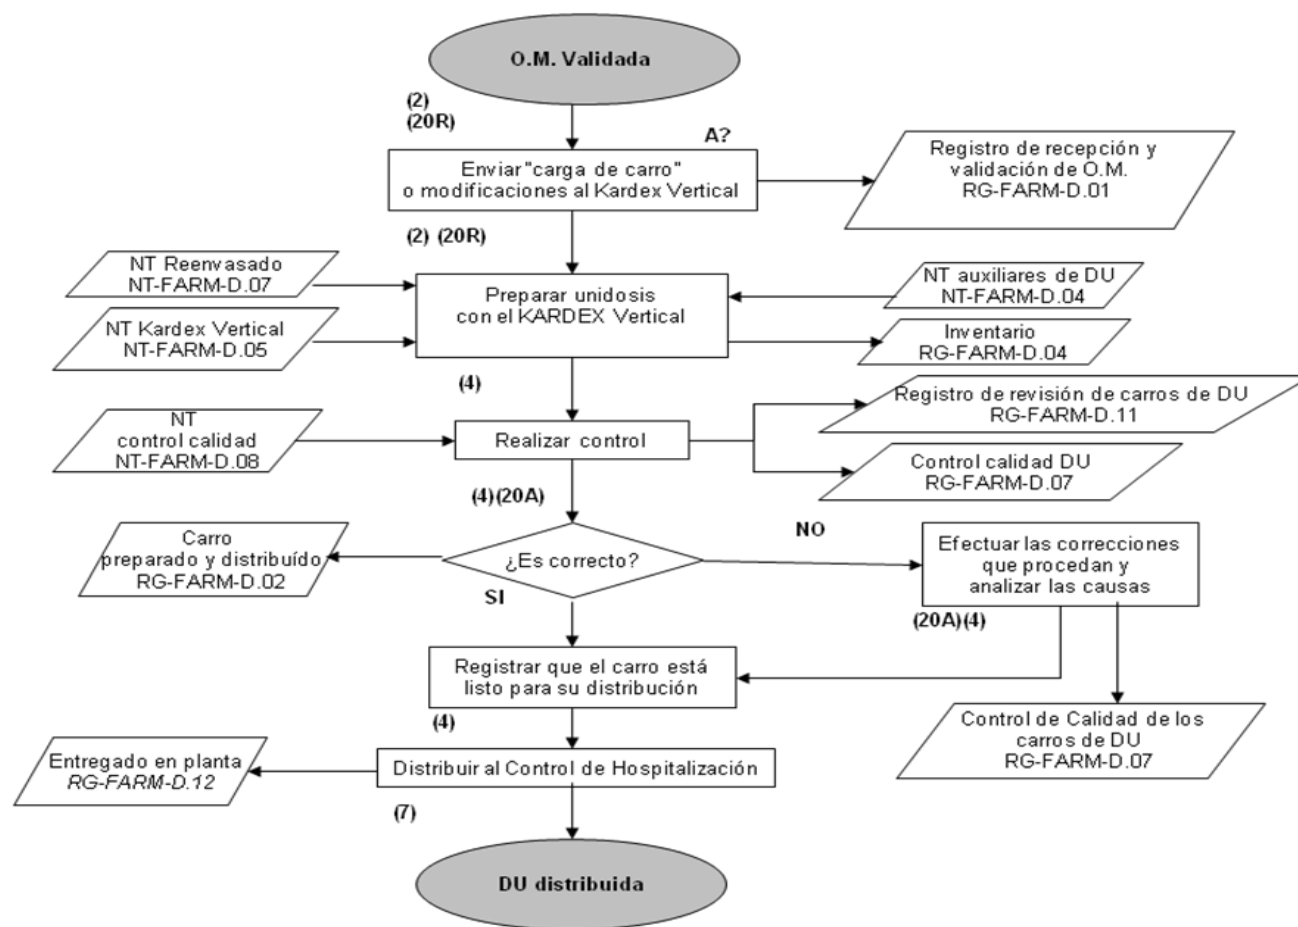 O.M. Validada
(2)
(20R)
A?
Enviar "carga de carro"
o modificaciones al Kardex Vertical
Registro de recepción y
validación de O.M.
RG-FARM-D.01
(2) (20R)
NT Reenvasado
NT-FARM-D.07
NT Kardex Vertical
NT-FARM-D.05
Preparar unidosis
con el KARDEX Vertical
NT auxiliares de DU
NT-FARM-D.04
Inventario
RG-FARM-D.04
(4)
Registro de revisión de carros de DU
RG-FARM-D.11
NT
control calidad
NT-FARM-D.08
Realizar control
Control calidad DU
RG-FARM-D.07
(4)(20A)
Carro
preparado y distribuído
RG-FARM-D.02
¿Es correcto?
NO
SI
Efectuar las correcciones
que procedan y
analizar las causas
(20A)(4)
Registrar que el carro está
listo para su distribución
(4)
Control de Calidad de los
carros de DU
RG-FARM-D.07
Entregado en planta
RG-FARM-D.12
Distribuir al Control de Hospitalización
(7)
DU distribuida